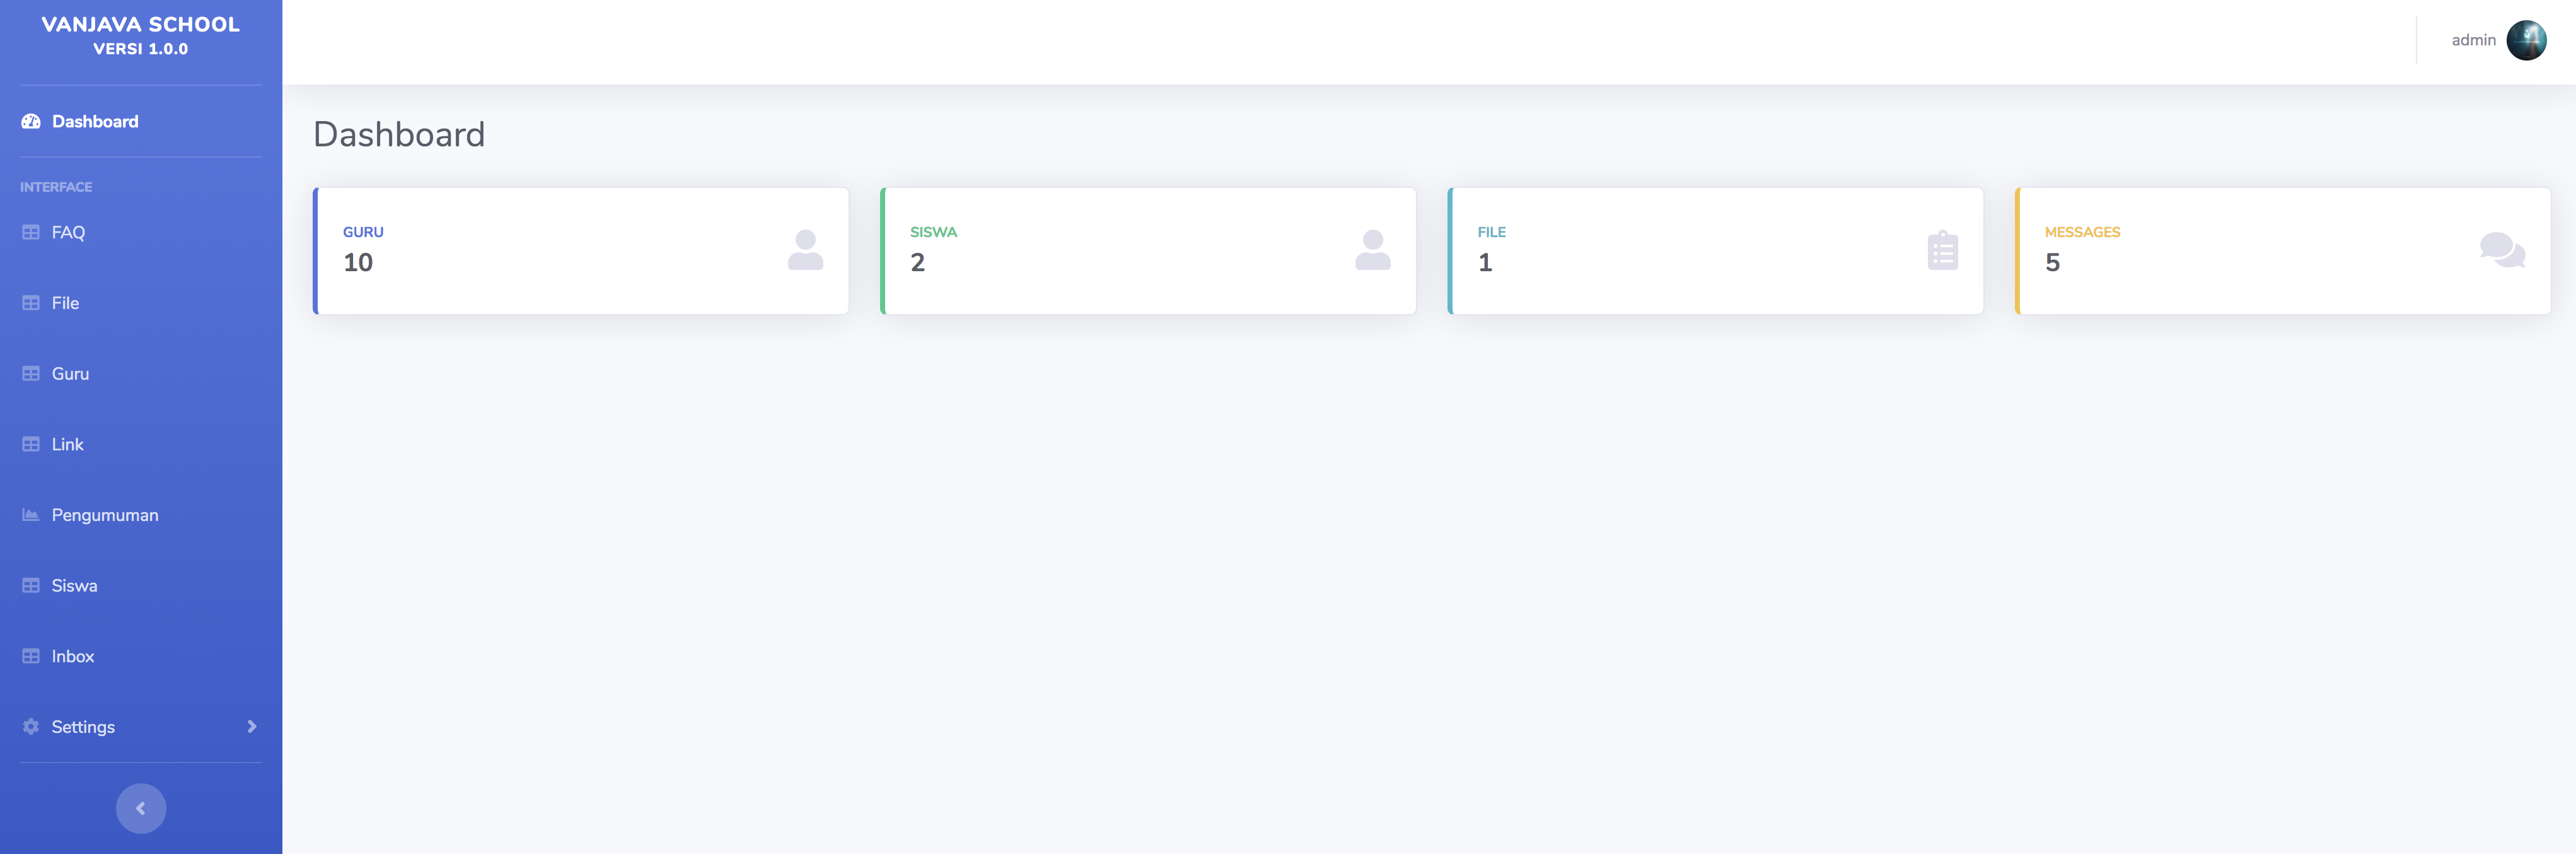 VANJAVA SCHOOL
VERSI 1.0.0
Dashboard
INTERFACE
FAQ
File
Guru
Link
Pengumuman
Siswa
Inbox
Settings
admin
Dashboard
GURU
10
SISWA
2
FILE
1
MESSAGES
5